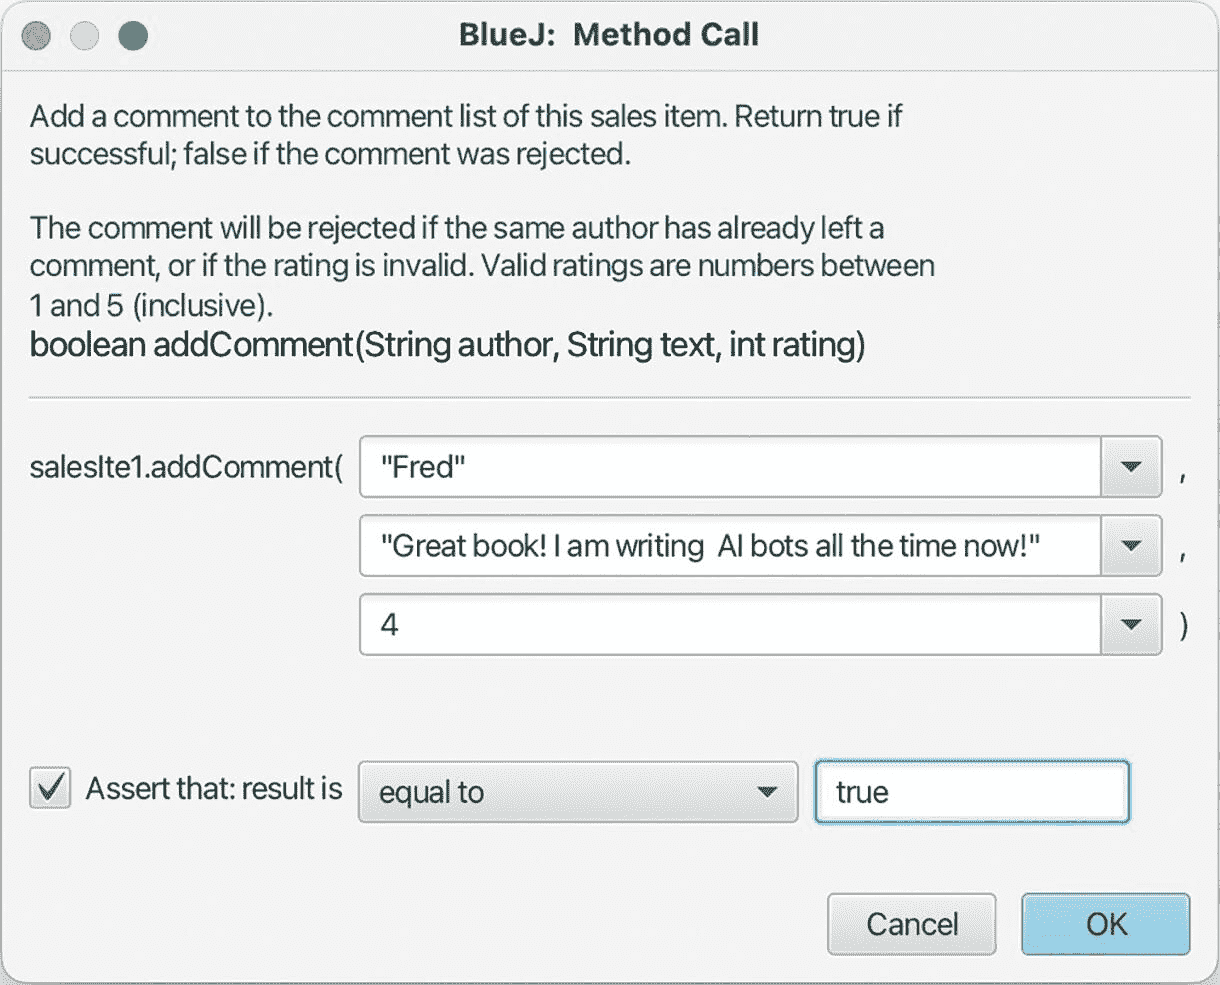 BlueJ:  Method Call
Add a comment to the comment list of this sales item. Return true if
successful; false if the comment was rejected.
The comment will be rejected if the same author has already left a
comment, or if the rating is invalid. Valid ratings are numbers between
1 and 5 (inclusive).
boolean addComment(String author, String text, int rating)
salesIte1.addComment( "Fred" ,
"Great book! I am writing  AI bots all the time now!" ,
4 )
Assert that: result is equal to true
Cancel OK